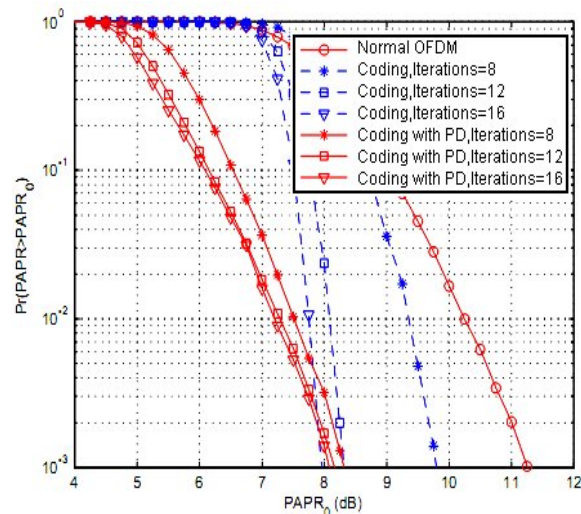 10^0
10^-1
10^-2
10^-3
Pr(PAPR>PAPR_0)
Normal OFDM
Coding,Iterations=8
Coding,Iterations=12
Coding,Iterations=16
Coding with PD,Iterations=8
Coding with PD,Iterations=12
Coding with PD,Iterations=16
4 5 6 7 8 9 10 11 12
PAPR_0 (dB)